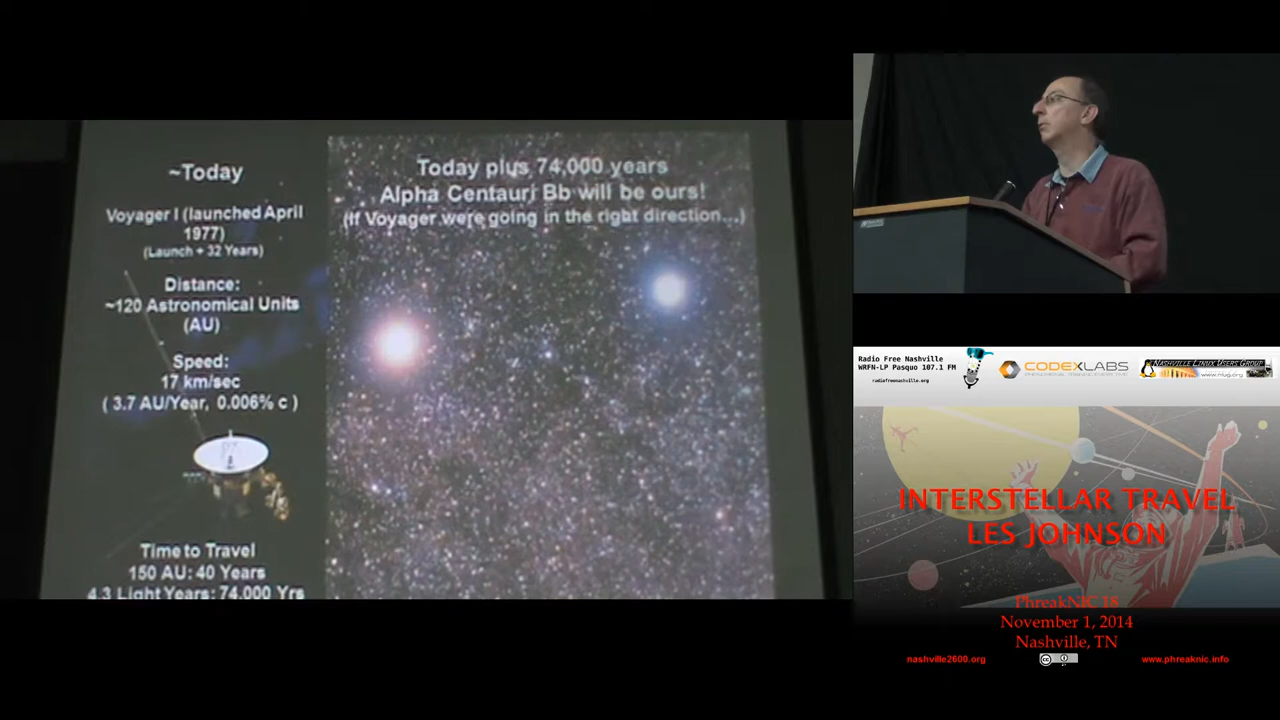 ~Today
Voyager I (launched April
1977)
(Launch + 32 Years)
Distance:
~120 Astronomical Units
(AU)
Speed:
17 km/sec
( 3.7 AU/Year, 0.006% c )
Time to Travel
150 AU: 40 Years
4.3 Light Years: 74,000 Yrs
Today plus 74,000 years
Alpha Centauri Bb will be ours!
(If Voyager were going in the right direction...)
Radio Free Nashville
WRFN-LP Pasquo 107.1 FM
radiofreenashville.org
CODEXLABS
NASHVILLE LINUX USERS GROUP
www.nlug.org
INTERSTELLAR TRAVEL
LES JOHNSON
PhreakNIC 18
November 1, 2014
Nashville, TN
nashville2600.org
cc
www.phreaknic.info